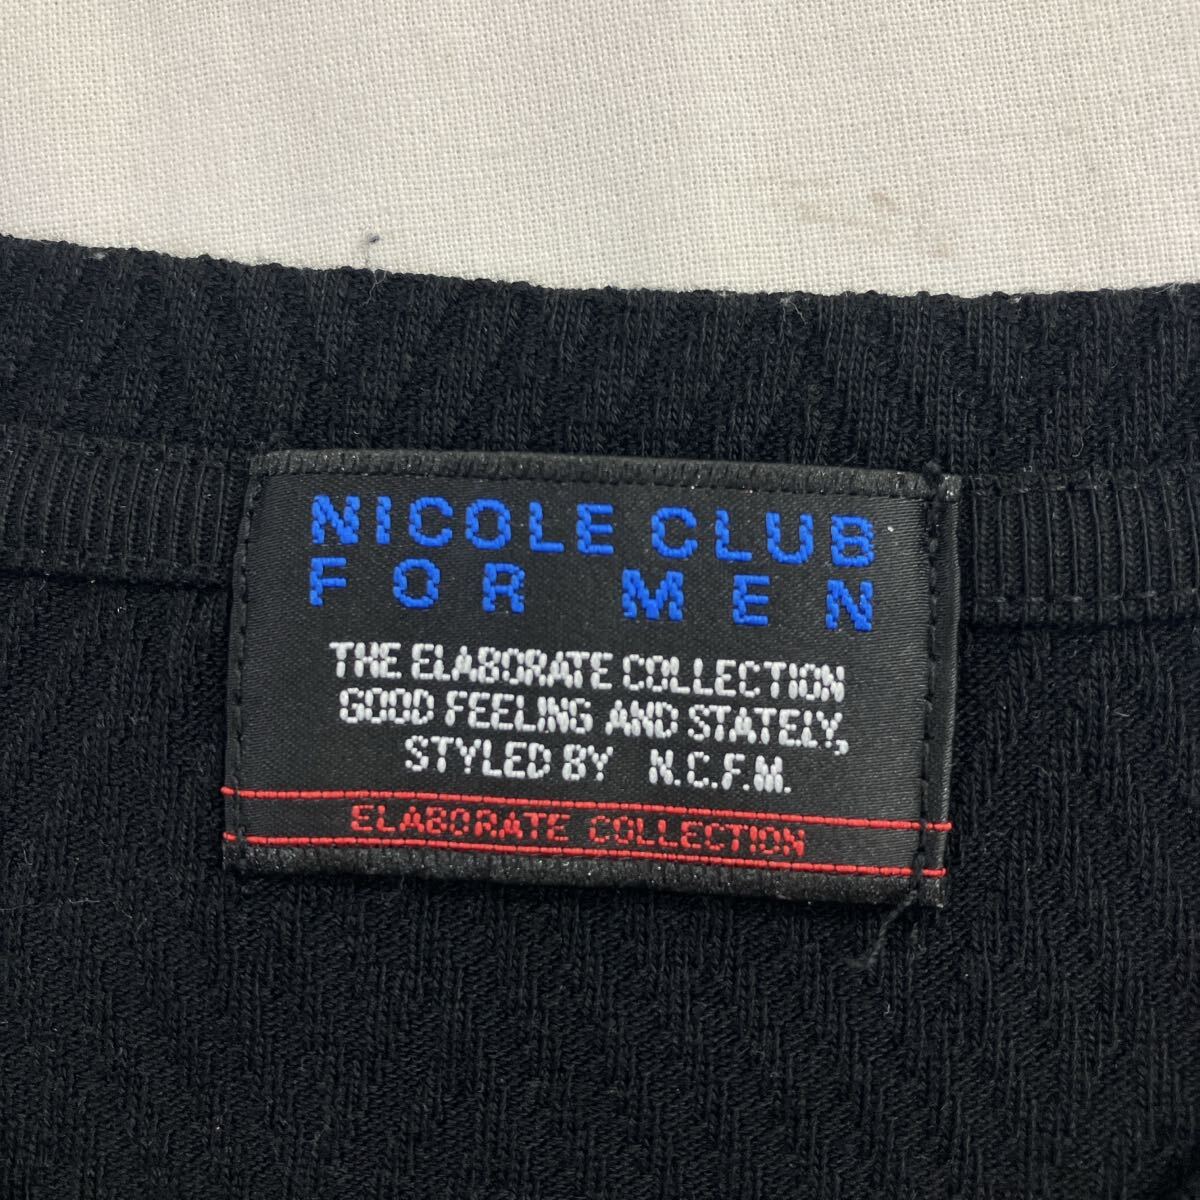 NICOLE CLUB
FOR MEN
THE ELABORATE COLLECTION
GOOD FEELING AND STATELY,
STYLED BY N.C.F.M.
ELABORATE COLLECTION